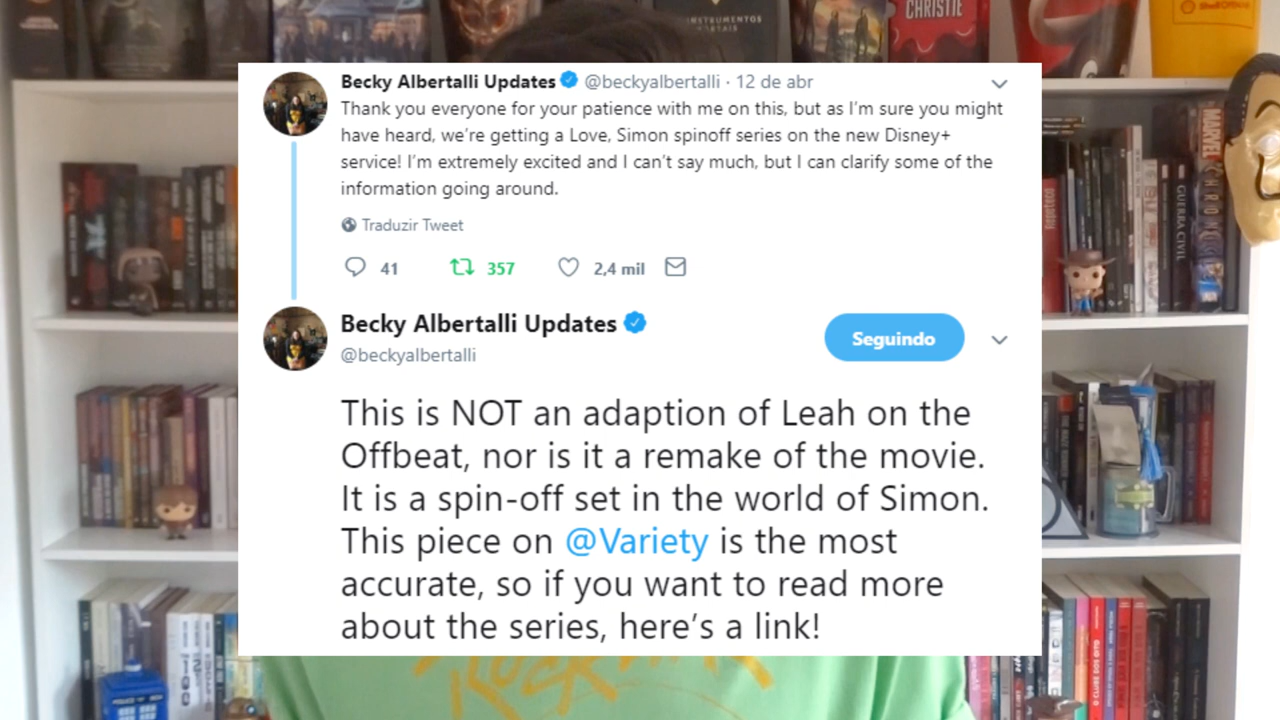 CHRISTIE
Shell
Becky Albertalli Updates @beckyalbertalli · 12 de abr
Thank you everyone for your patience with me on this, but as I'm sure you might
have heard, we're getting a Love, Simon spinoff series on the new Disney+
service! I'm extremely excited and I can't say much, but I can clarify some of the
information going around.
Traduzir Tweet
41 357 2,4 mil
Becky Albertalli Updates
@beckyalbertalli
Seguindo
This is NOT an adaption of Leah on the
Offbeat, nor is it a remake of the movie.
It is a spin-off set in the world of Simon.
This piece on @Variety is the most
accurate, so if you want to read more
about the series, here's a link!
MARVEL
GUERRA CIVIL